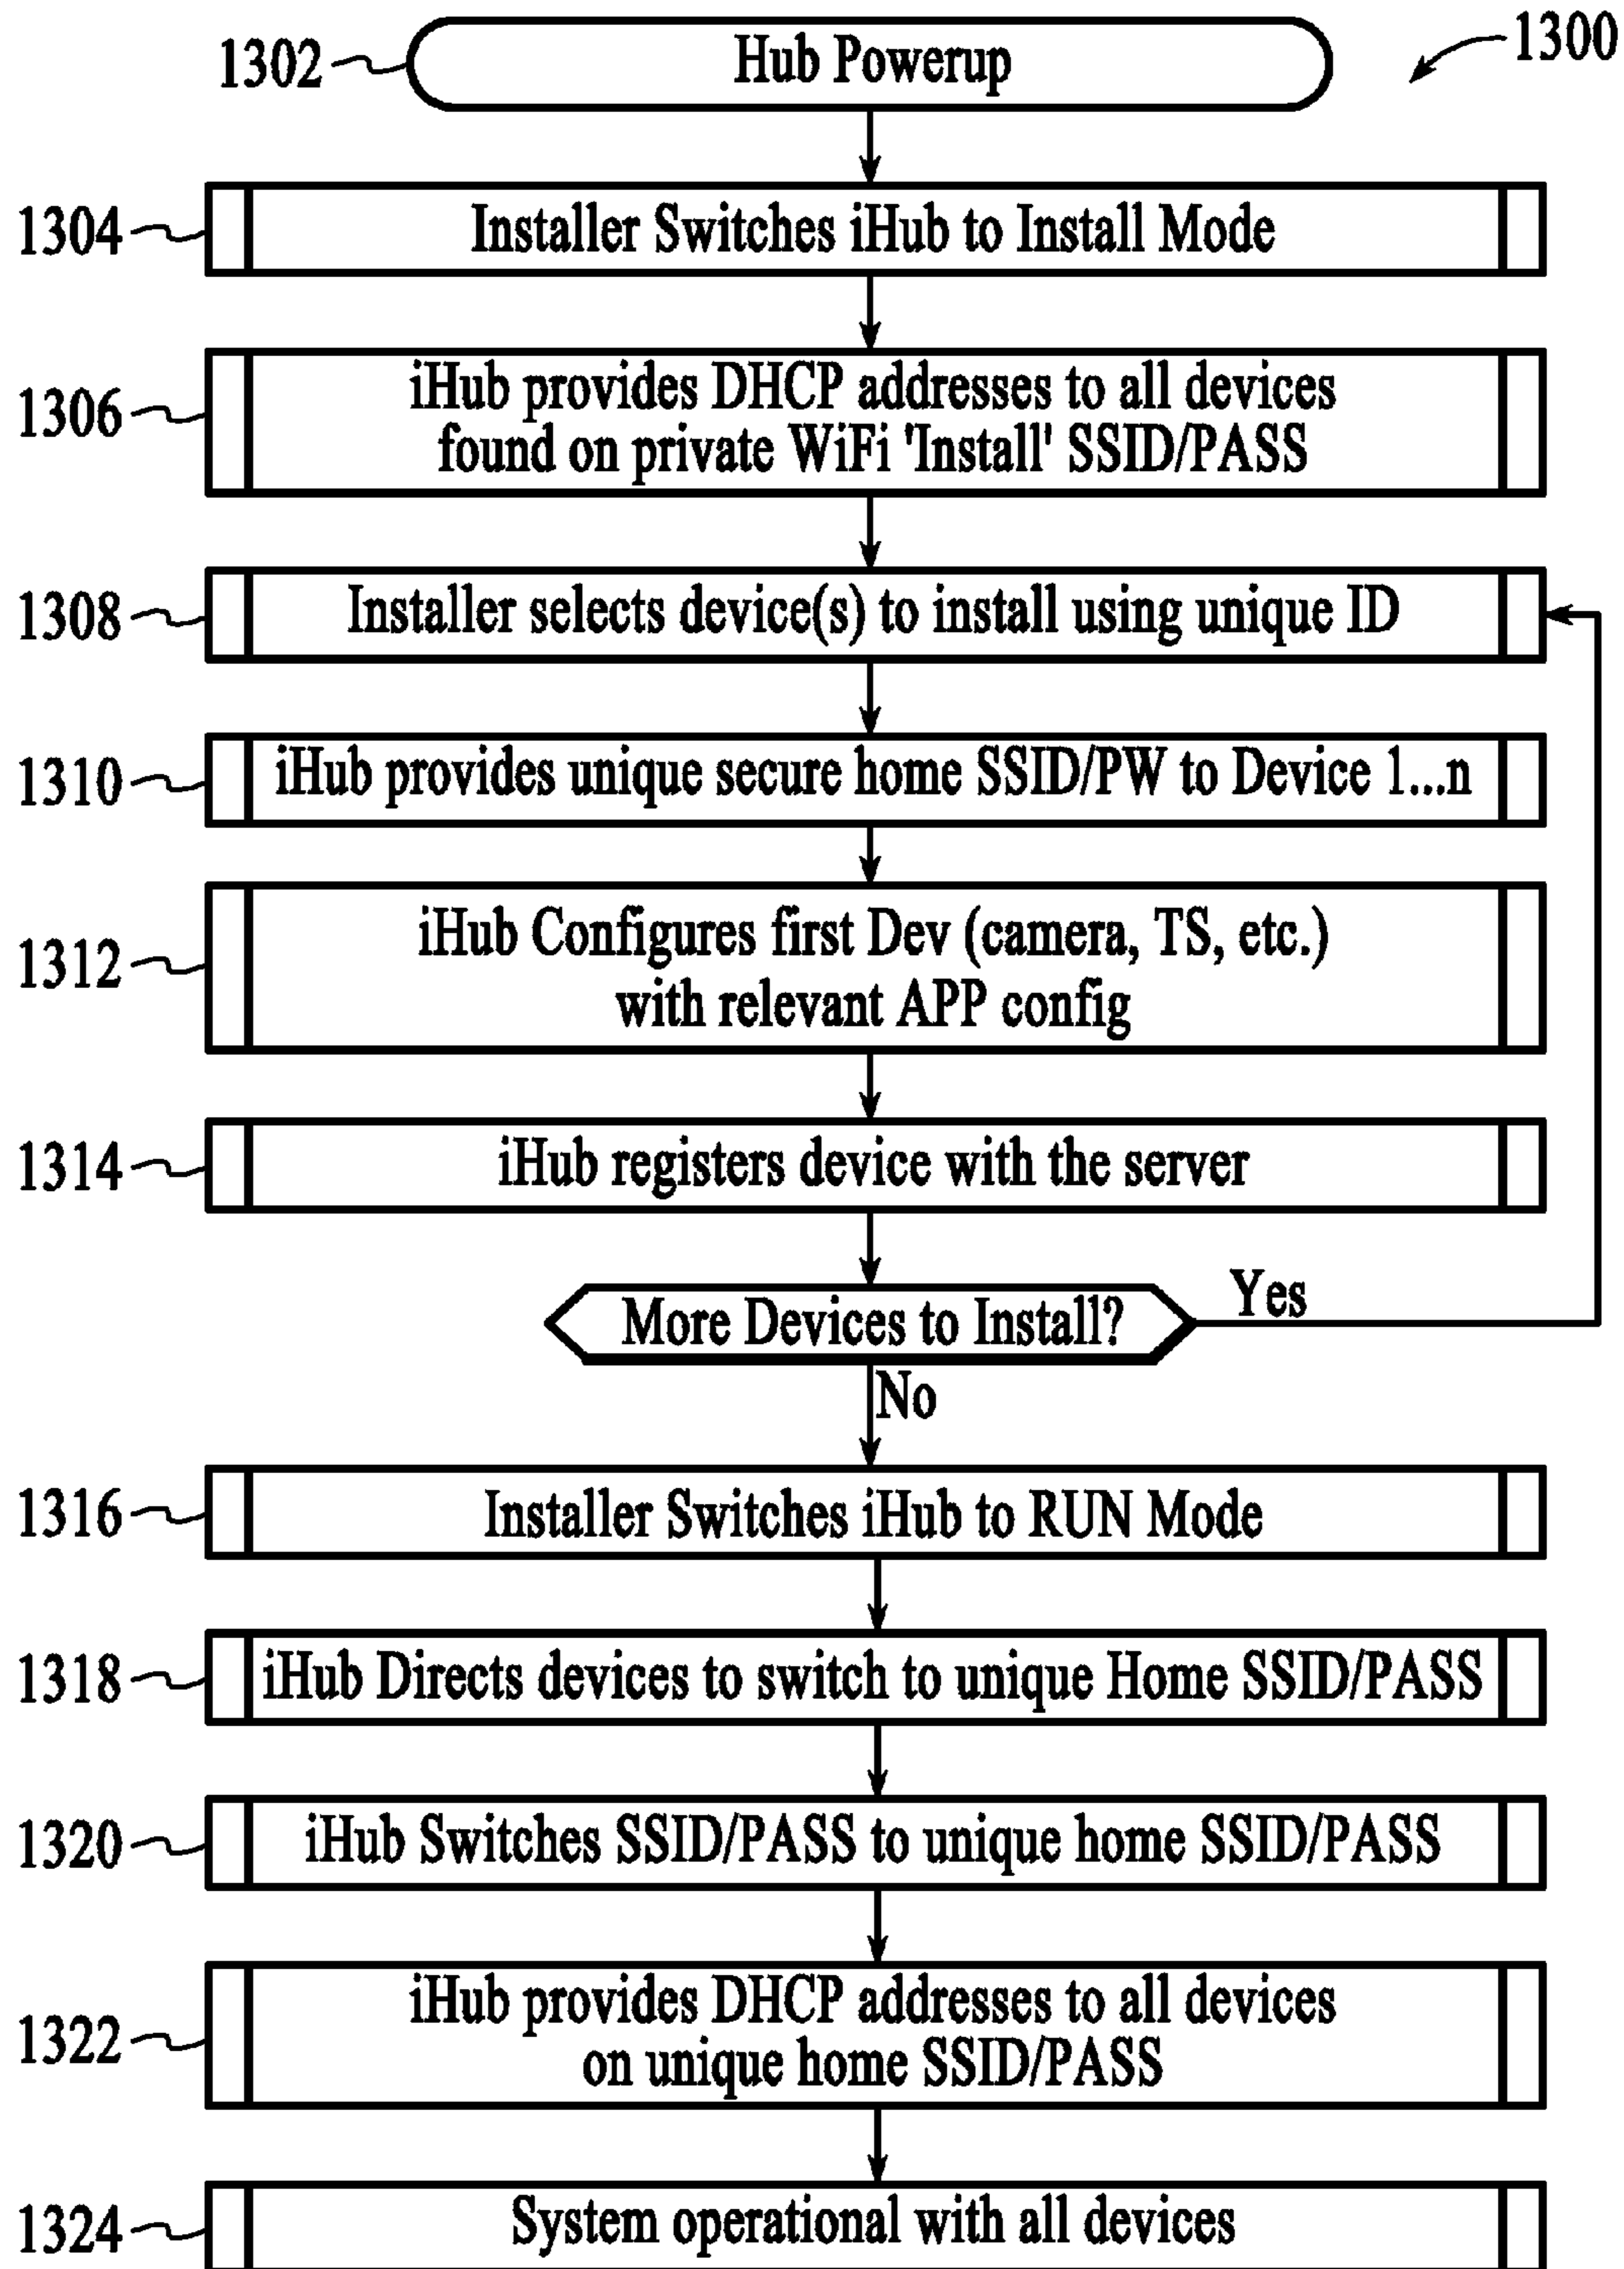 1300
1302
Hub Powerup
1304
Installer Switches iHub to Install Mode
1306
iHub provides DHCP addresses to all devices
found on private WiFi 'Install' SSID/PASS
1308
Installer selects device(s) to install using unique ID
1310
iHub provides unique secure home SSID/PW to Device 1...n
1312
iHub Configures first Dev (camera, TS, etc.)
with relevant APP config
1314
iHub registers device with the server
More Devices to Install?
Yes
No
1316
Installer Switches iHub to RUN Mode
1318
iHub Directs devices to switch to unique Home SSID/PASS
1320
iHub Switches SSID/PASS to unique home SSID/PASS
1322
iHub provides DHCP addresses to all devices
on unique home SSID/PASS
1324
System operational with all devices